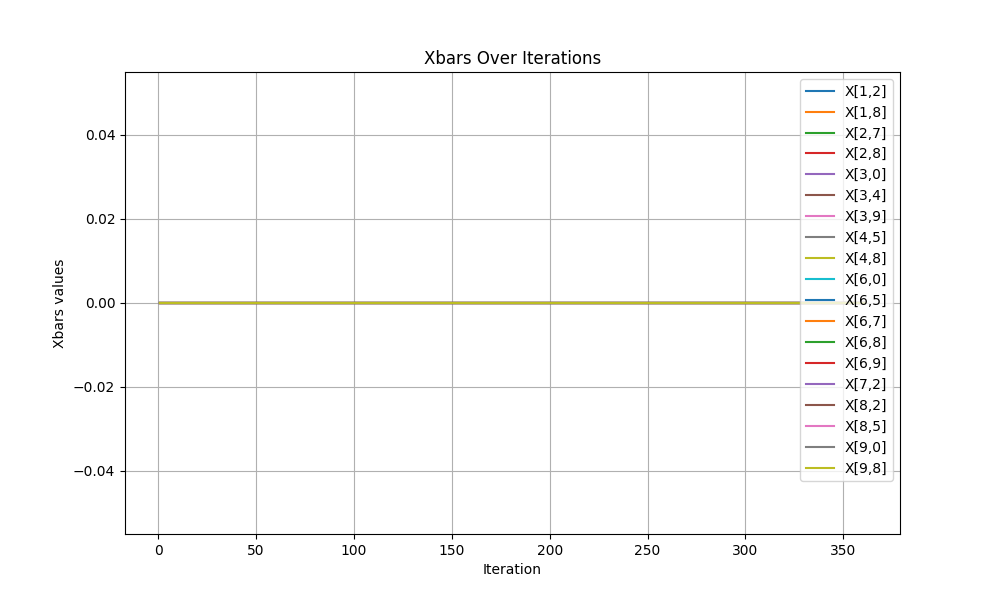 Xbars Over Iterations
X[1,2]
X[1,8]
X[2,7]
X[2,8]
X[3,0]
X[3,4]
X[3,9]
X[4,5]
X[4,8]
X[6,0]
X[6,5]
X[6,7]
X[6,8]
X[6,9]
X[7,2]
X[8,2]
X[8,5]
X[9,0]
X[9,8]
Xbars values
0.04
0.02
0.00
−0.02
−0.04
0 50 100 150 200 250 300 350
Iteration